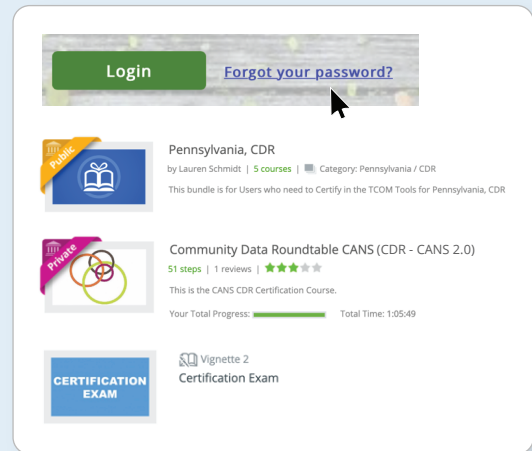 Login
Forgot your password?
Public
Pennsylvania, CDR
by Lauren Schmidt | 5 courses | Category: Pennsylvania / CDR
This bundle is for Users who need to Certify in the TCOM Tools for Pennsylvania, CDR
Private
Community Data Roundtable CANS (CDR - CANS 2.0)
51 steps | 1 reviews |
This is the CANS CDR Certification Course.
Your Total Progress: Total Time: 1:05:49
CERTIFICATION
EXAM
Vignette 2
Certification Exam